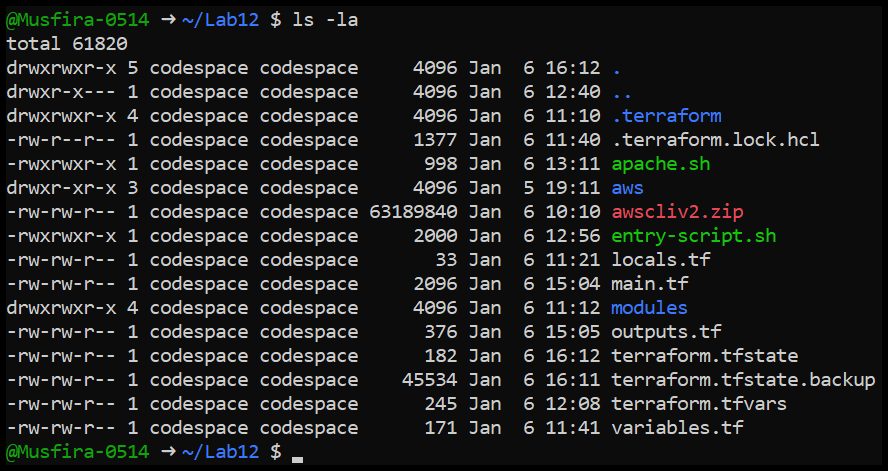 @Musfira-0514 ➜ ~/Lab12 $ ls -la
total 61820
drwxrwxr-x 5 codespace codespace     4096 Jan  6 16:12 .
drwxr-x--- 1 codespace codespace     4096 Jan  6 12:40 ..
drwxrwxr-x 4 codespace codespace     4096 Jan  6 11:10 .terraform
-rw-r--r-- 1 codespace codespace     1377 Jan  6 11:40 .terraform.lock.hcl
-rwxrwxr-x 1 codespace codespace      998 Jan  6 13:11 apache.sh
drwxr-xr-x 3 codespace codespace     4096 Jan  5 19:11 aws
-rw-rw-r-- 1 codespace codespace 63189840 Jan  6 10:10 awscliv2.zip
-rwxrwxr-x 1 codespace codespace     2000 Jan  6 12:56 entry-script.sh
-rw-rw-r-- 1 codespace codespace       33 Jan  6 11:21 locals.tf
-rw-rw-r-- 1 codespace codespace     2096 Jan  6 15:04 main.tf
drwxrwxr-x 4 codespace codespace     4096 Jan  6 11:12 modules
-rw-rw-r-- 1 codespace codespace      376 Jan  6 15:05 outputs.tf
-rw-rw-r-- 1 codespace codespace      182 Jan  6 16:12 terraform.tfstate
-rw-rw-r-- 1 codespace codespace    45534 Jan  6 16:11 terraform.tfstate.backup
-rw-rw-r-- 1 codespace codespace      245 Jan  6 12:08 terraform.tfvars
-rw-rw-r-- 1 codespace codespace      171 Jan  6 11:41 variables.tf
@Musfira-0514 ➜ ~/Lab12 $